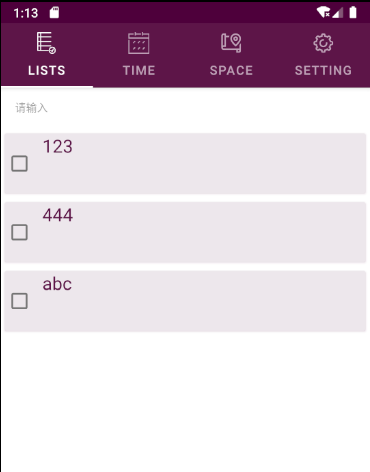 1:13
LISTS TIME SPACE SETTING
请输入
123
444
abc